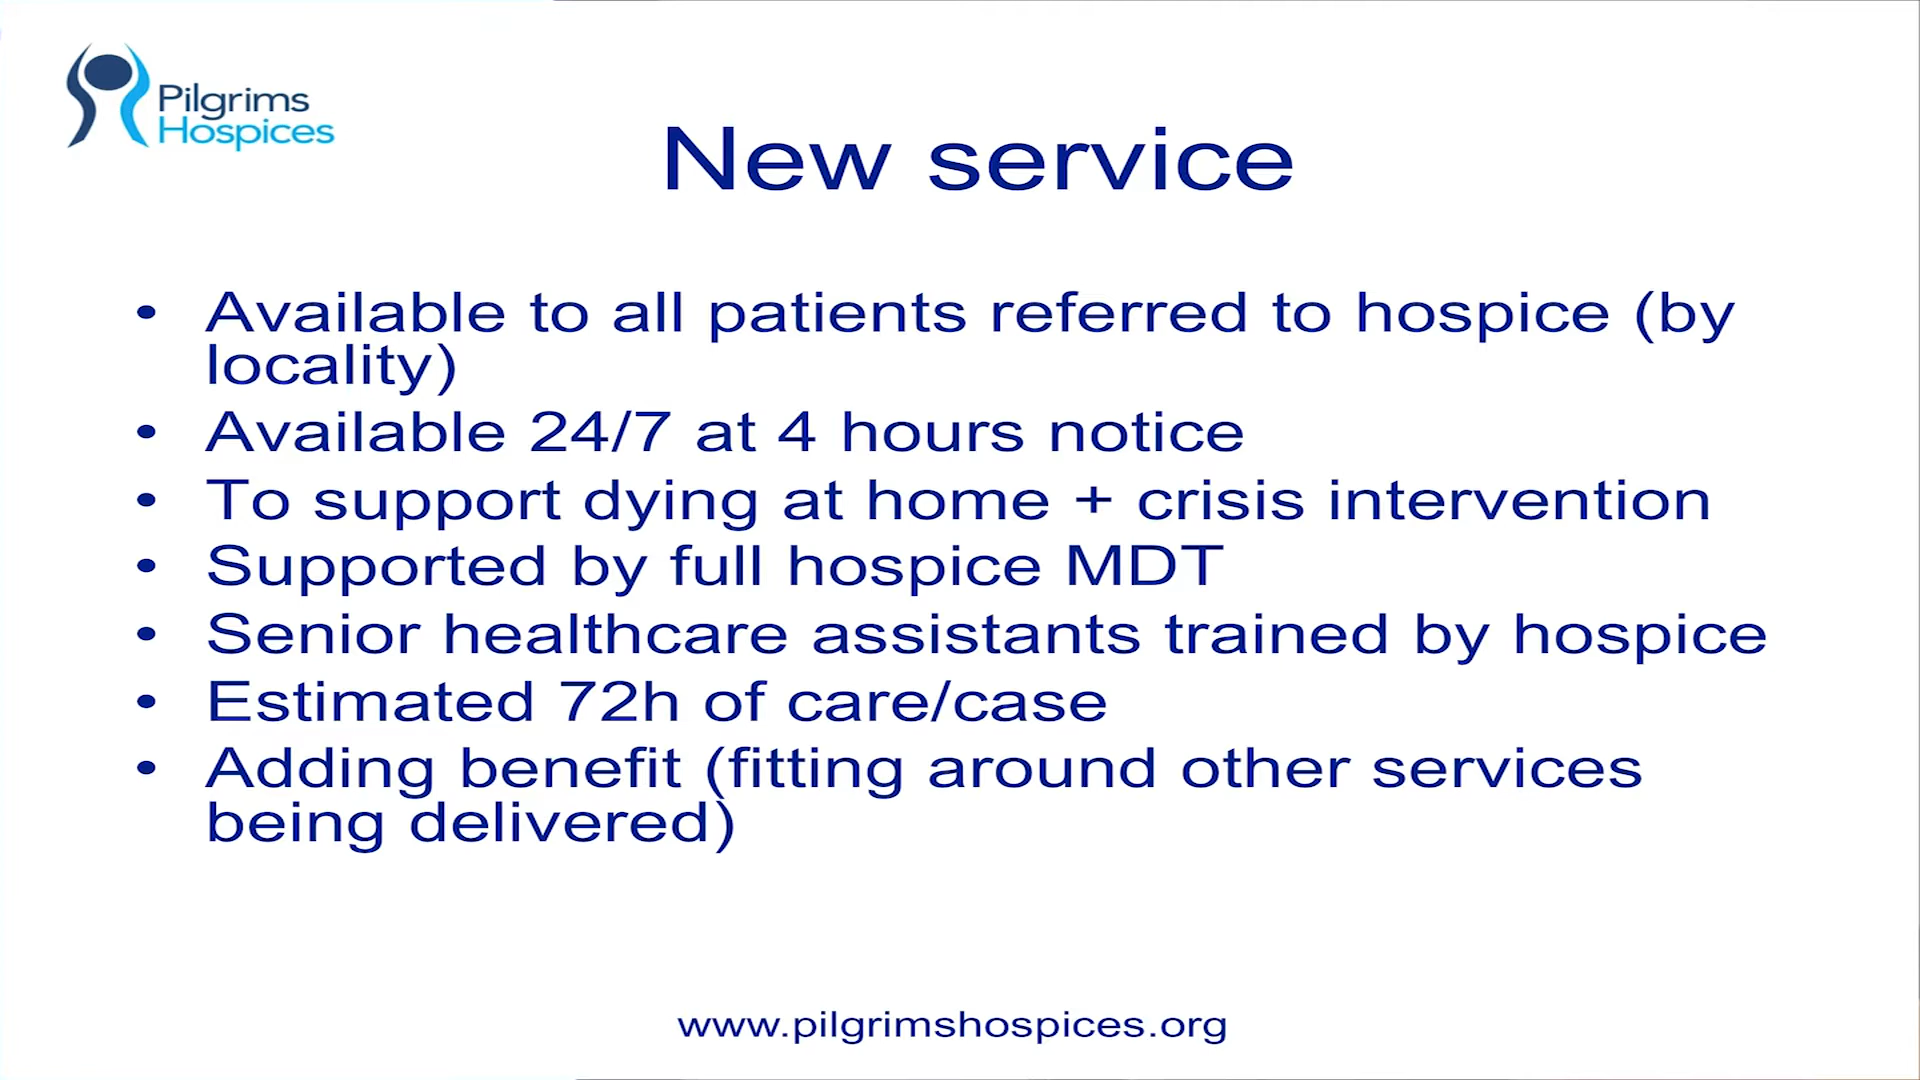 Pilgrims
Hospices
New service
• Available to all patients referred to hospice (by
locality)
• Available 24/7 at 4 hours notice
• To support dying at home + crisis intervention
• Supported by full hospice MDT
• Senior healthcare assistants trained by hospice
• Estimated 72h of care/case
• Adding benefit (fitting around other services
being delivered)
www.pilgrimshospices.org